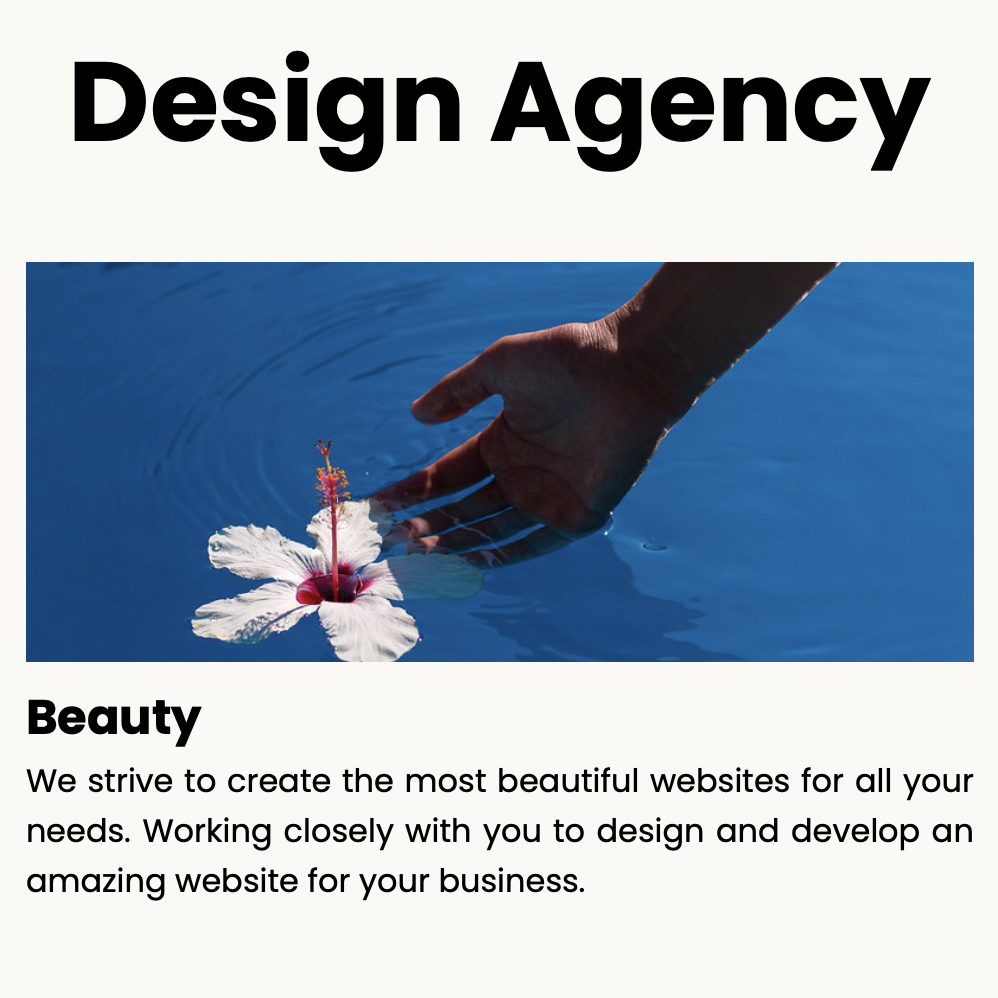 Design Agency
Beauty
We strive to create the most beautiful websites for all your
needs. Working closely with you to design and develop an
amazing website for your business.